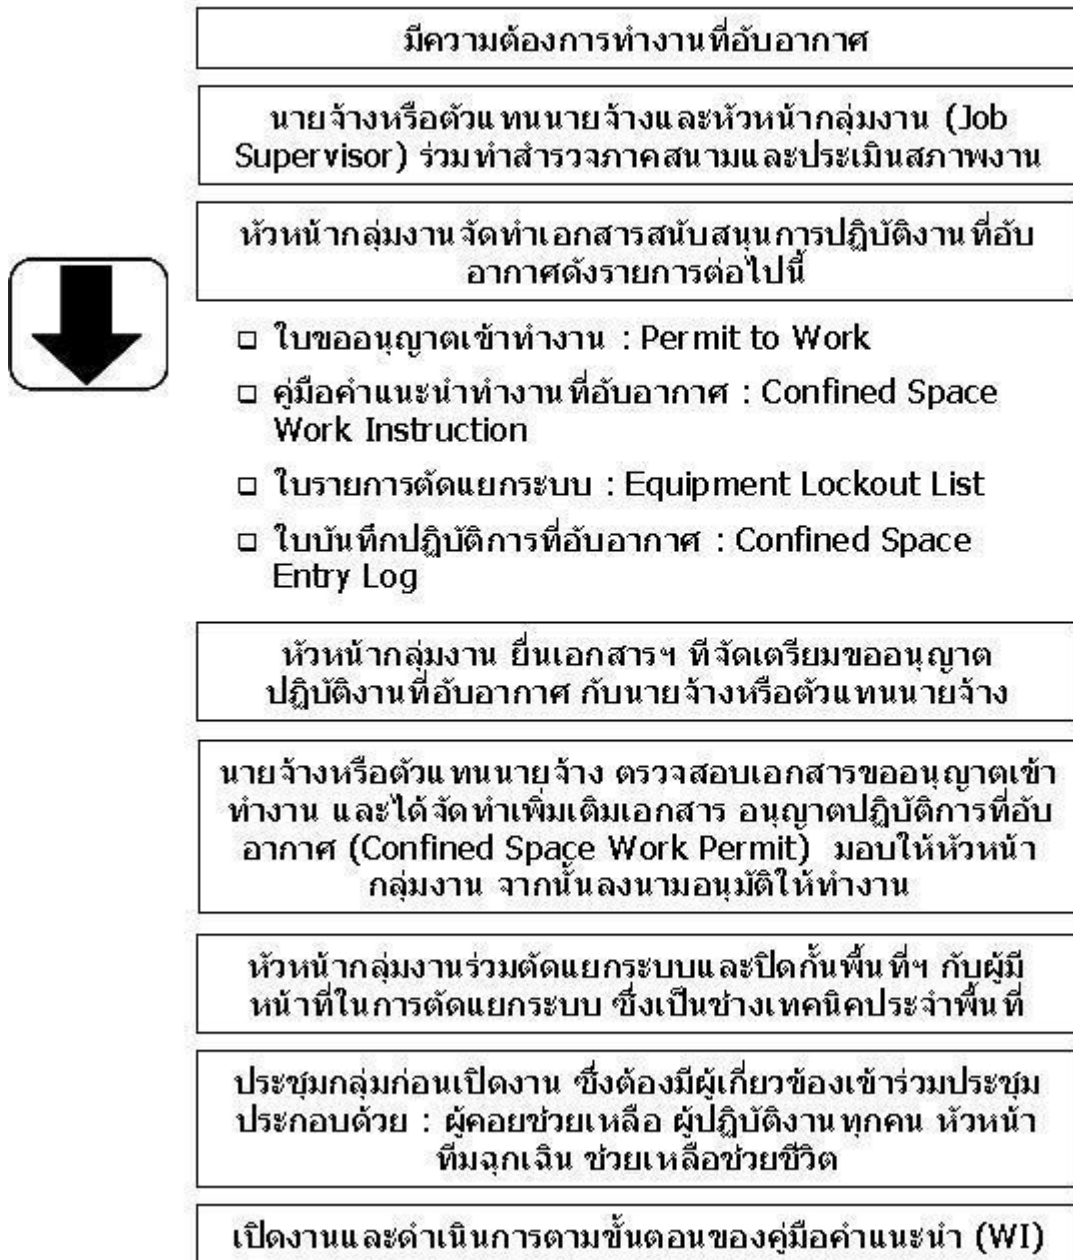 มีความต้องการทำงานที่อับอากาศ
นายจ้างหรือตัวแทนนายจ้างและหัวหน้ากลุ่มงาน (Job
Supervisor) ร่วมทำสำรวจภาคสนามและประเมินสภาพงาน
หัวหน้ากลุ่มงานจัดทำเอกสารสนับสนุนการปฏิบัติงานที่อับ
อากาศดังรายการต่อไปนี้
□ ใบขออนุญาตเข้าทำงาน : Permit to Work
□ คู่มือคำแนะนำทำงานที่อับอากาศ : Confined Space
Work Instruction
□ ใบรายการตัดแยกระบบ : Equipment Lockout List
□ ใบบันทึกปฏิบัติการที่อับอากาศ : Confined Space
Entry Log
หัวหน้ากลุ่มงาน ยื่นเอกสารฯ ที่จัดเตรียมขออนุญาต
ปฏิบัติงานที่อับอากาศ กับนายจ้างหรือตัวแทนนายจ้าง
นายจ้างหรือตัวแทนนายจ้าง ตรวจสอบเอกสารขออนุญาตเข้า
ทำงาน และได้จัดทำเพิ่มเติมเอกสาร อนุญาตปฏิบัติการที่อับ
อากาศ (Confined Space Work Permit) มอบให้หัวหน้า
กลุ่มงาน จากนั้นลงนามอนุมัติให้ทำงาน
หัวหน้ากลุ่มงานร่วมตัดแยกระบบและปิดกั้นพื้นที่ฯ กับผู้มี
หน้าที่ในการตัดแยกระบบ ซึ่งเป็นช่างเทคนิคประจำพื้นที่
ประชุมกลุ่มก่อนเปิดงาน ซึ่งต้องมีผู้เกี่ยวข้องเข้าร่วมประชุม
ประกอบด้วย : ผู้คอยช่วยเหลือ ผู้ปฏิบัติงานทุกคน หัวหน้า
ทีมฉุกเฉิน ช่วยเหลือช่วยชีวิต
เปิดงานและดำเนินการตามขั้นตอนของคู่มือคำแนะนำ (WI)